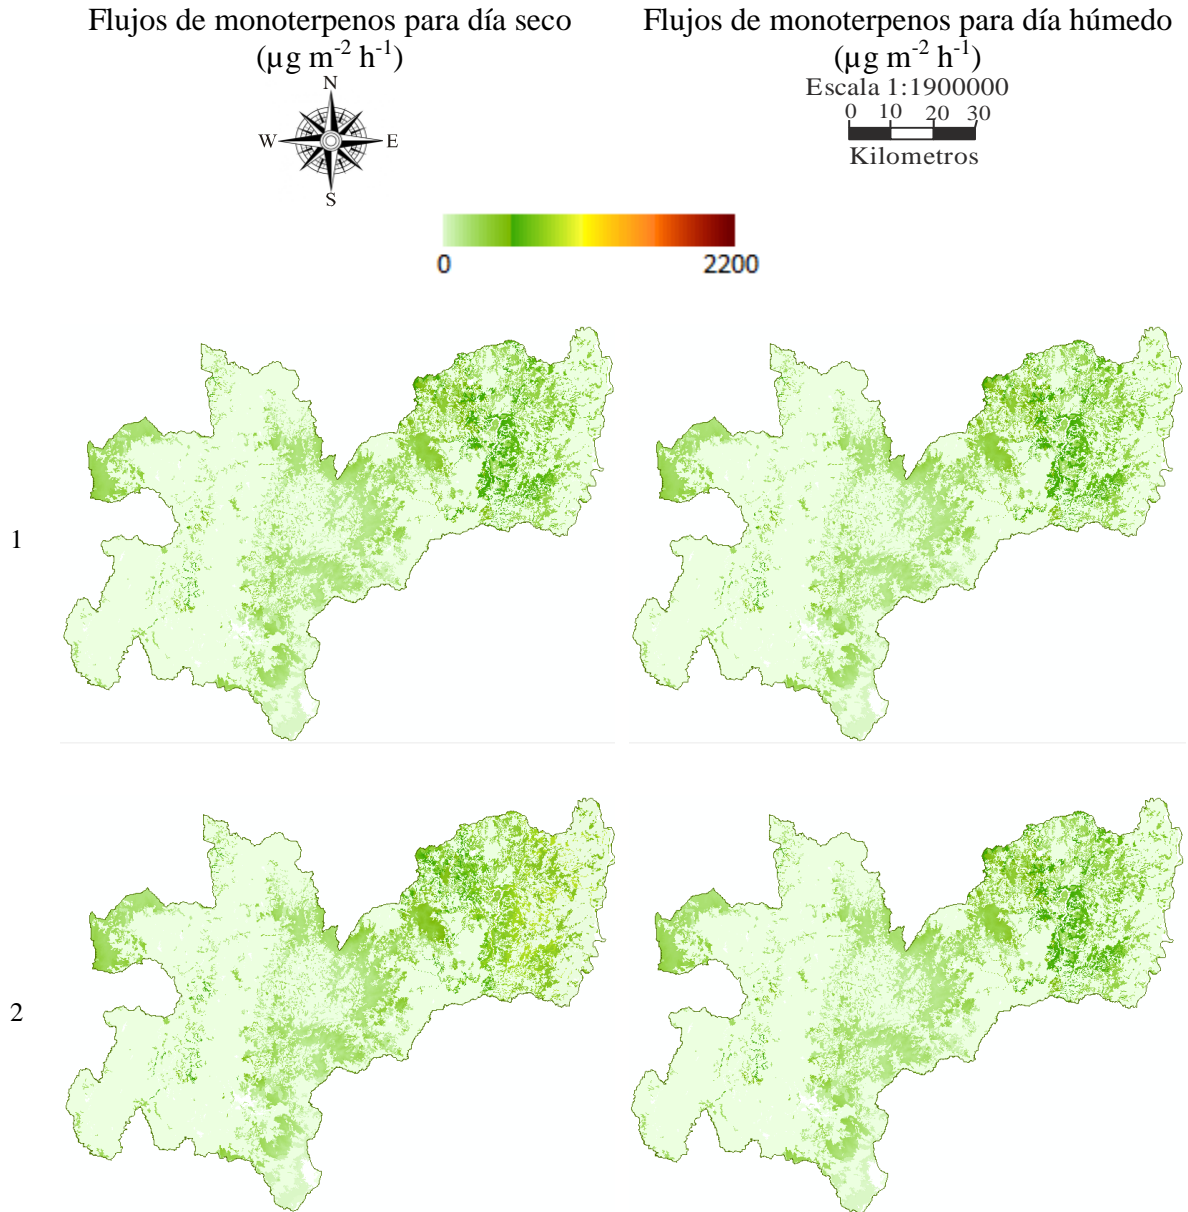 Flujos de monoterpenos para día seco
(µg m-2 h-1)
N
W E
S
Flujos de monoterpenos para día húmedo
(µg m-2 h-1)
Escala 1:1900000
0 10 20 30
Kilometros
0 2200
1
2